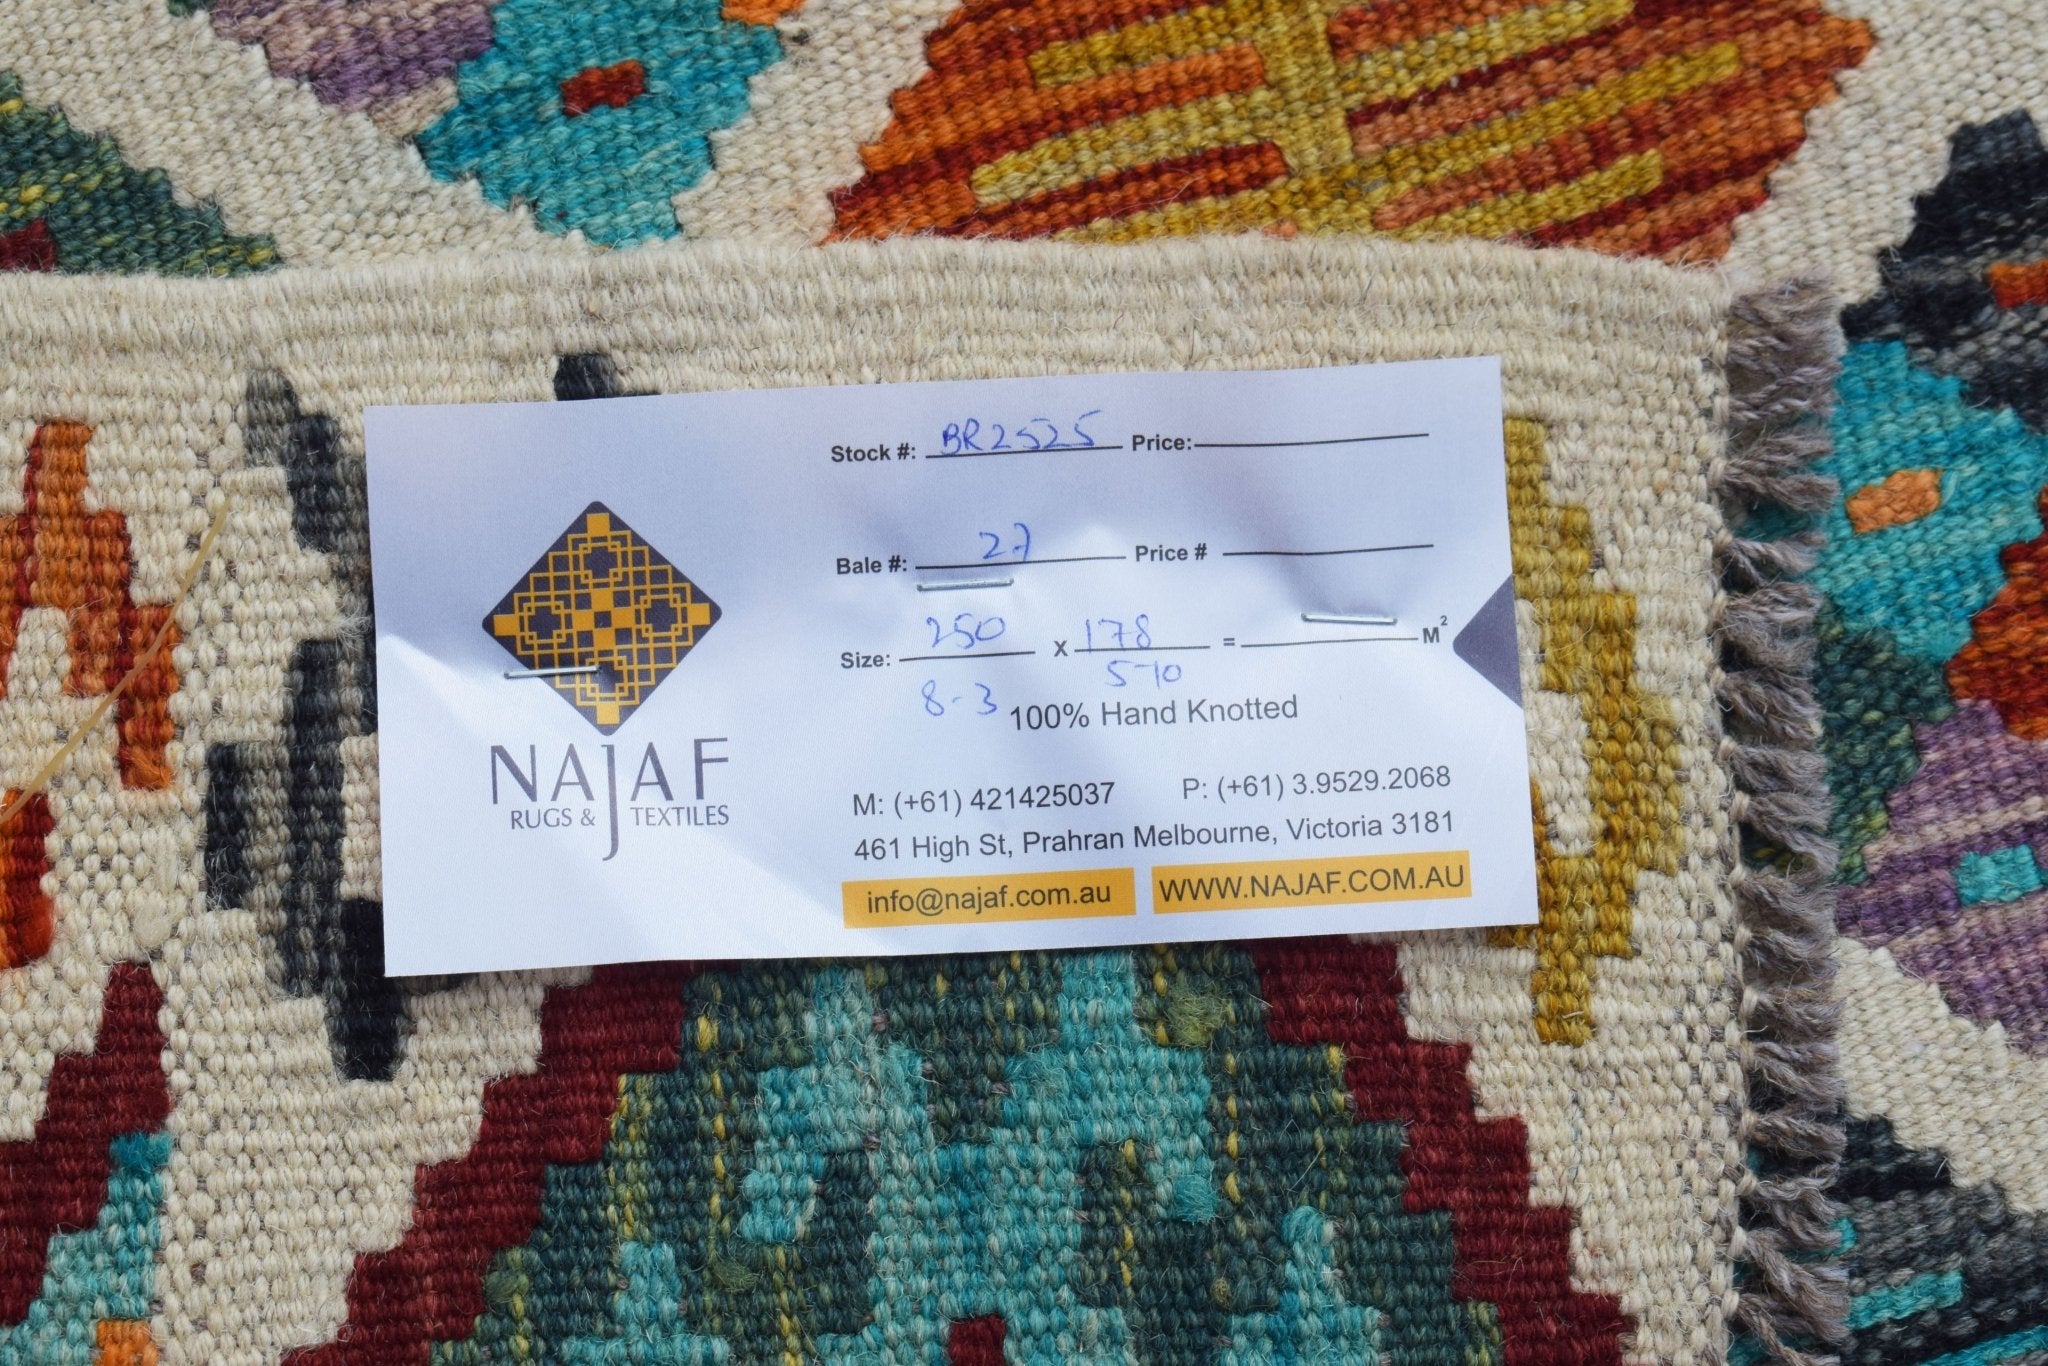 Stock #: BR2525 Price:
Bale #: 27 Price #
Size: 250 x 178 = M²
8-3 5-10
100% Hand Knotted
NAJAF
RUGS & TEXTILES
M: (+61) 421425037 P: (+61) 3.9529.2068
461 High St, Prahran Melbourne, Victoria 3181
info@najaf.com.au WWW.NAJAF.COM.AU